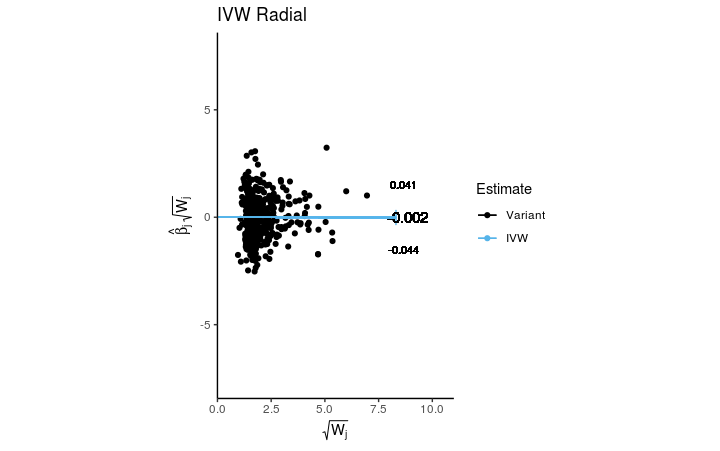 IVW Radial
5
0
-5
β̂j√Wj
0.041
-0.002
-0.044
Estimate
Variant
IVW
0.0 2.5 5.0 7.5 10.0
√Wj